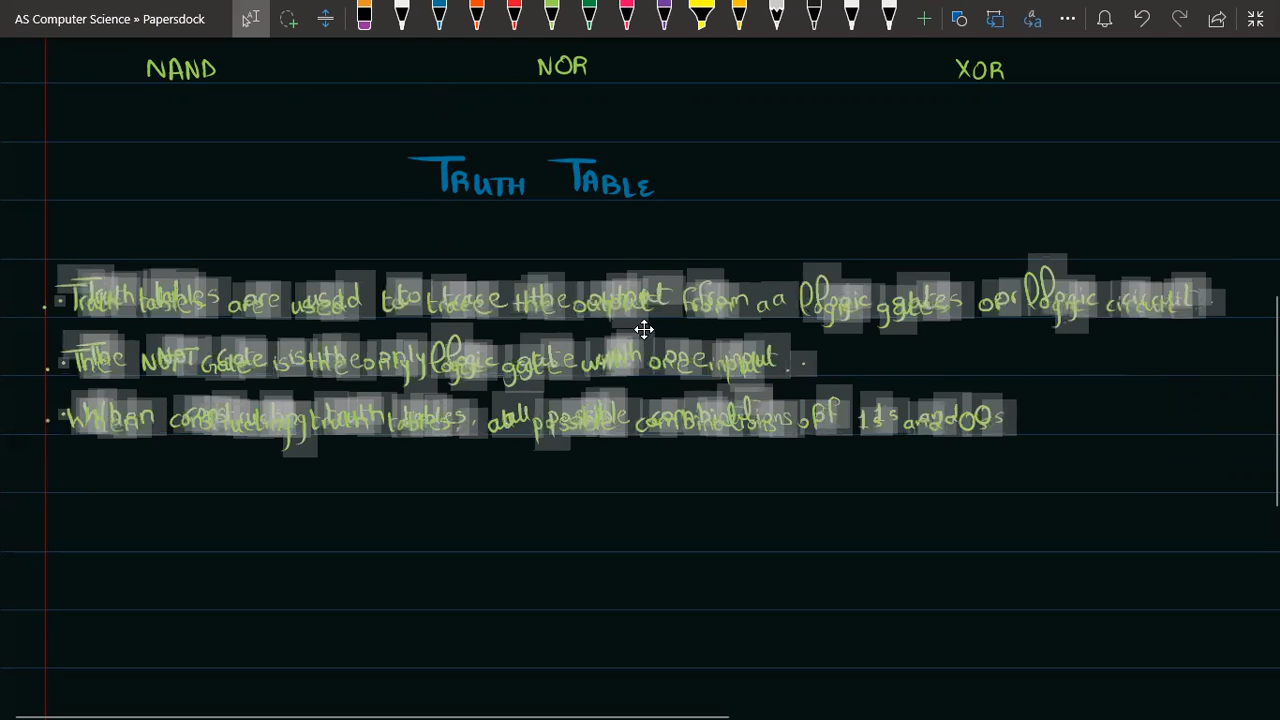 AS Computer Science » Papersdock
NAND NOR XOR
TRUTH TABLE
. Truth tables are used to trace the output from a logic gates or logic circuit
. The NOT Gate is the only logic gate with one input .
. When constructing truth tables, all possible combinations of 1s and 0s